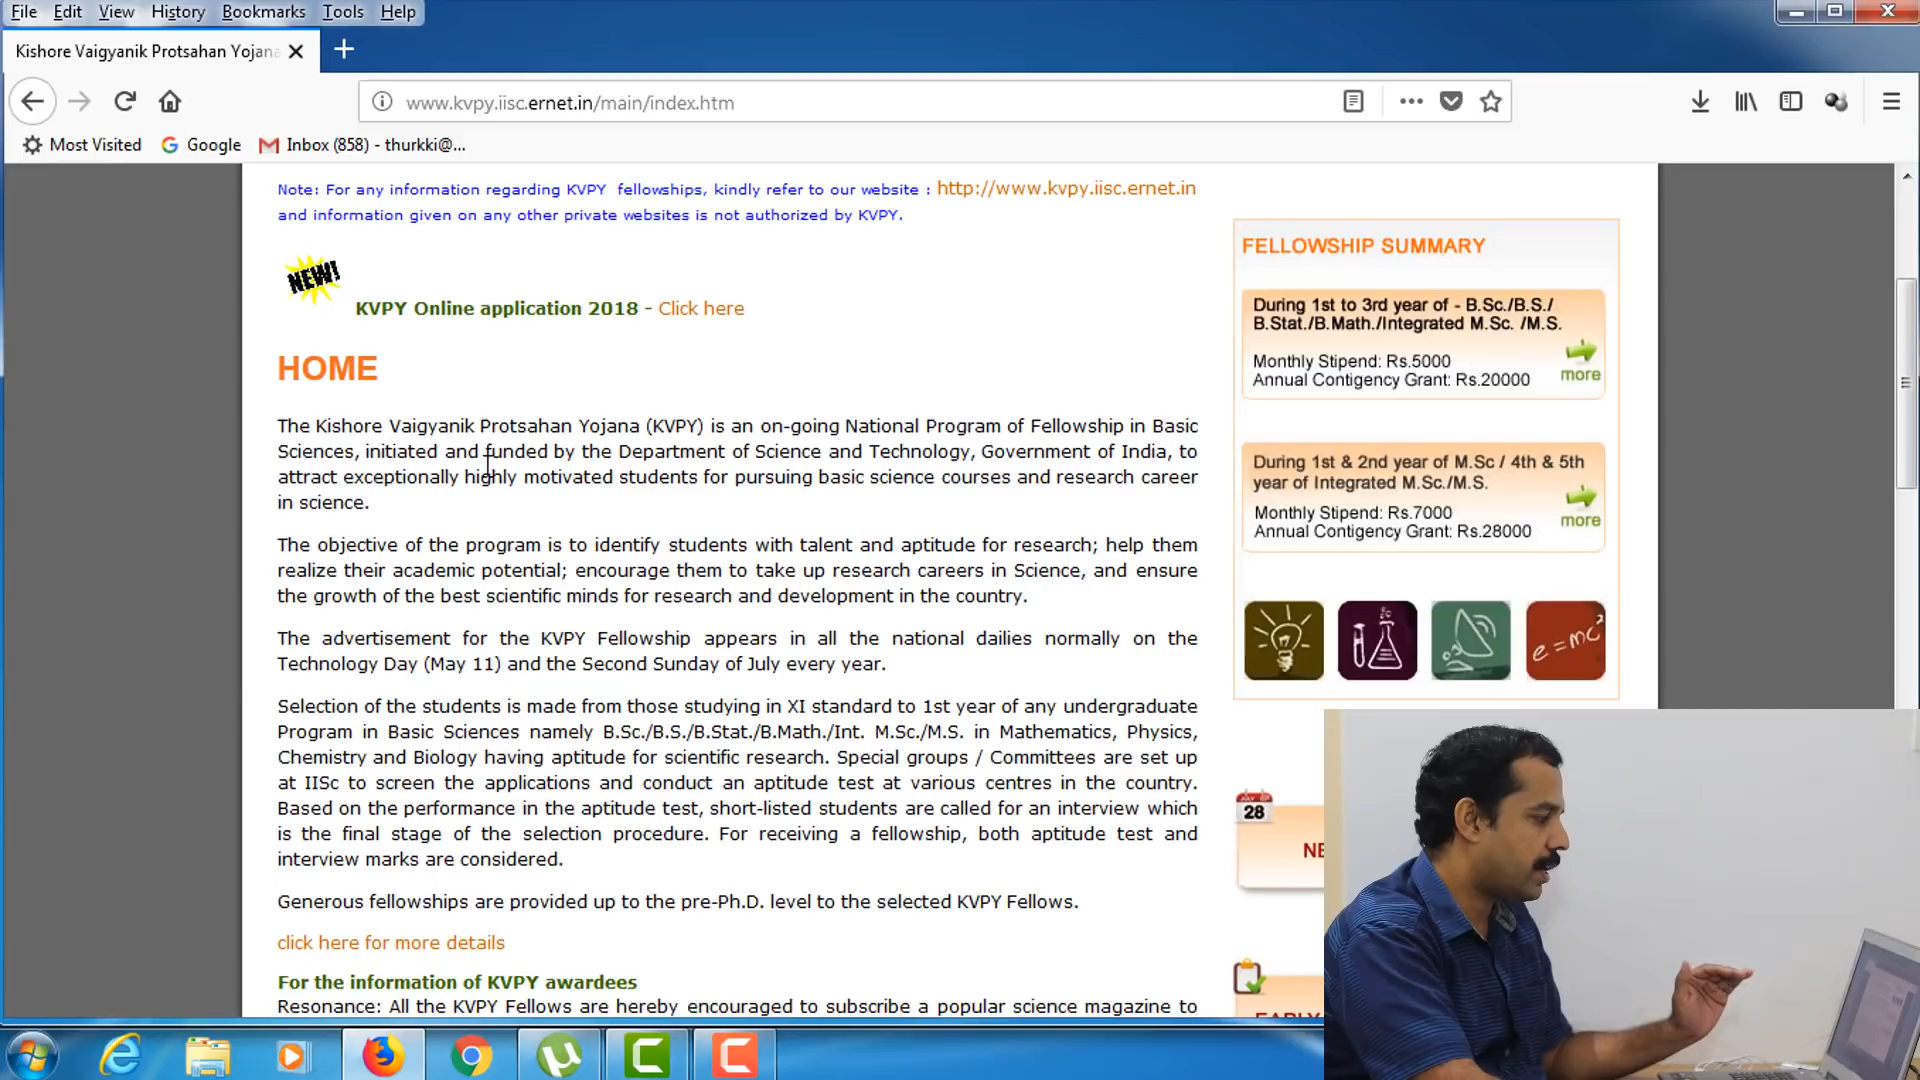 File Edit View History Bookmarks Tools Help
Kishore Vaigyanik Protsahan Yojana
www.kvpy.iisc.ernet.in/main/index.htm
Most Visited Google Inbox (858) - thurkki@...
Note: For any information regarding KVPY fellowships, kindly refer to our website : http://www.kvpy.iisc.ernet.in
and information given on any other private websites is not authorized by KVPY.
NEW!
KVPY Online application 2018 - Click here
HOME
The Kishore Vaigyanik Protsahan Yojana (KVPY) is an on-going National Program of Fellowship in Basic
Sciences, initiated and funded by the Department of Science and Technology, Government of India, to
attract exceptionally highly motivated students for pursuing basic science courses and research career
in science.
The objective of the program is to identify students with talent and aptitude for research; help them
realize their academic potential; encourage them to take up research careers in Science, and ensure
the growth of the best scientific minds for research and development in the country.
The advertisement for the KVPY Fellowship appears in all the national dailies normally on the
Technology Day (May 11) and the Second Sunday of July every year.
Selection of the students is made from those studying in XI standard to 1st year of any undergraduate
Program in Basic Sciences namely B.Sc./B.S./B.Stat./B.Math./Int. M.Sc./M.S. in Mathematics, Physics,
Chemistry and Biology having aptitude for scientific research. Special groups / Committees are set up
at IISc to screen the applications and conduct an aptitude test at various centres in the country.
Based on the performance in the aptitude test, short-listed students are called for an interview which
is the final stage of the selection procedure. For receiving a fellowship, both aptitude test and
interview marks are considered.
Generous fellowships are provided up to the pre-Ph.D. level to the selected KVPY Fellows.
click here for more details
For the information of KVPY awardees
Resonance: All the KVPY Fellows are hereby encouraged to subscribe a popular science magazine to
FELLOWSHIP SUMMARY
During 1st to 3rd year of - B.Sc./B.S./
B.Stat./B.Math./Integrated M.Sc. /M.S.
Monthly Stipend: Rs.5000
Annual Contigency Grant: Rs.20000
more
During 1st & 2nd year of M.Sc / 4th & 5th
year of Integrated M.Sc./M.S.
Monthly Stipend: Rs.7000
Annual Contigency Grant: Rs.28000
more
e=mc²
28